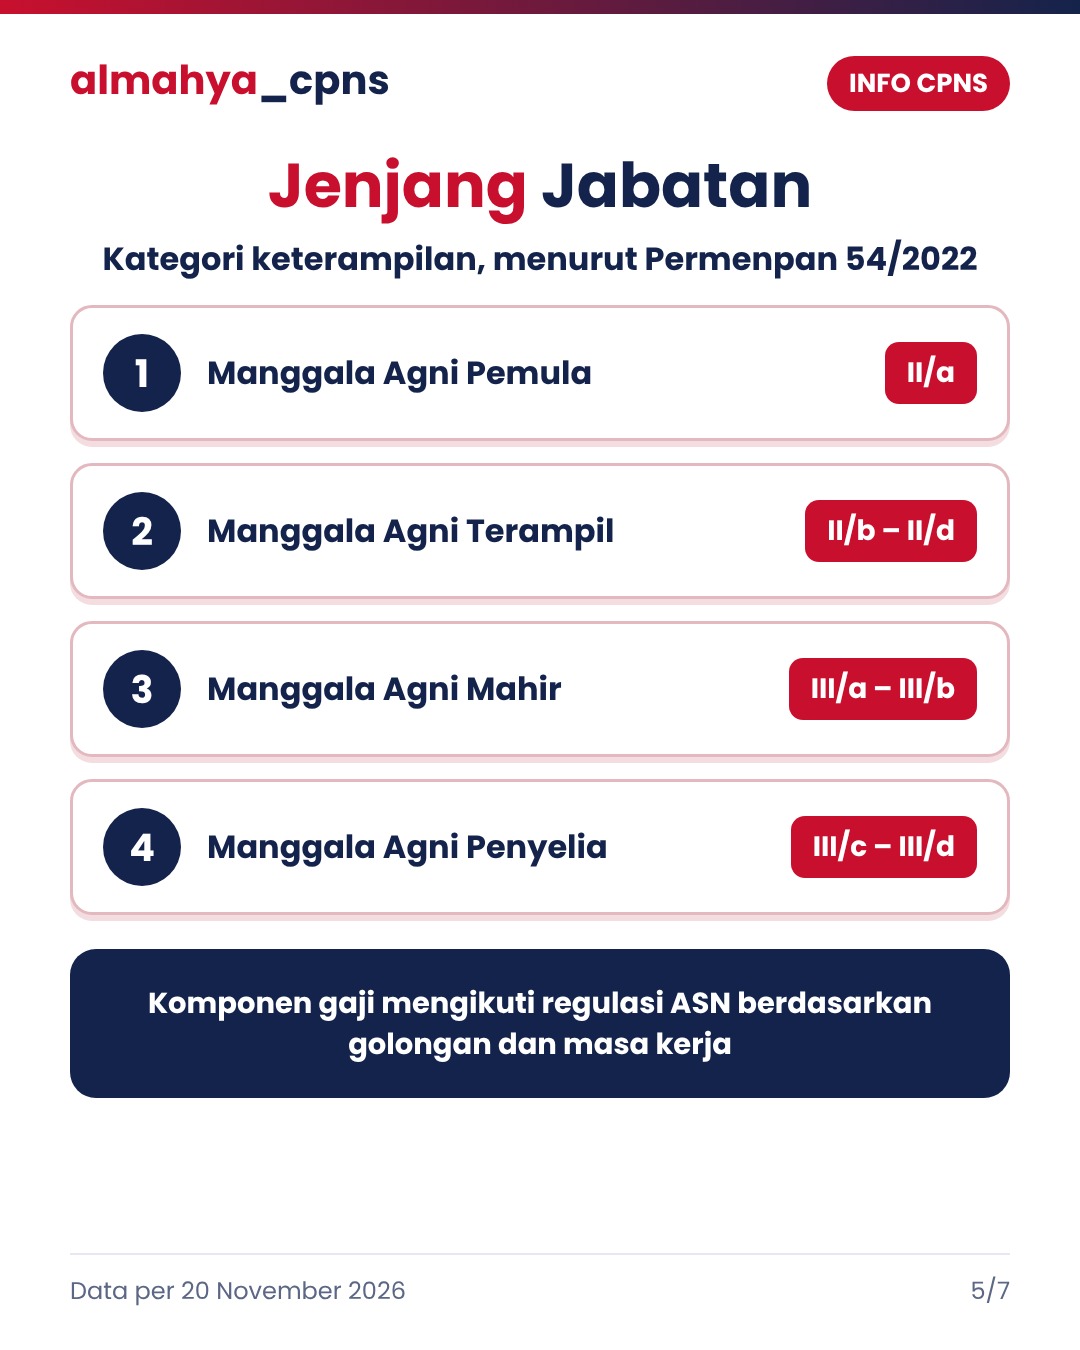 almahya_cpns
INFO CPNS
Jenjang Jabatan
Kategori keterampilan, menurut Permenpan 54/2022
1 Manggala Agni Pemula II/a
2 Manggala Agni Terampil II/b – II/d
3 Manggala Agni Mahir III/a – III/b
4 Manggala Agni Penyelia III/c – III/d
Komponen gaji mengikuti regulasi ASN berdasarkan
golongan dan masa kerja
Data per 20 November 2026
5/7